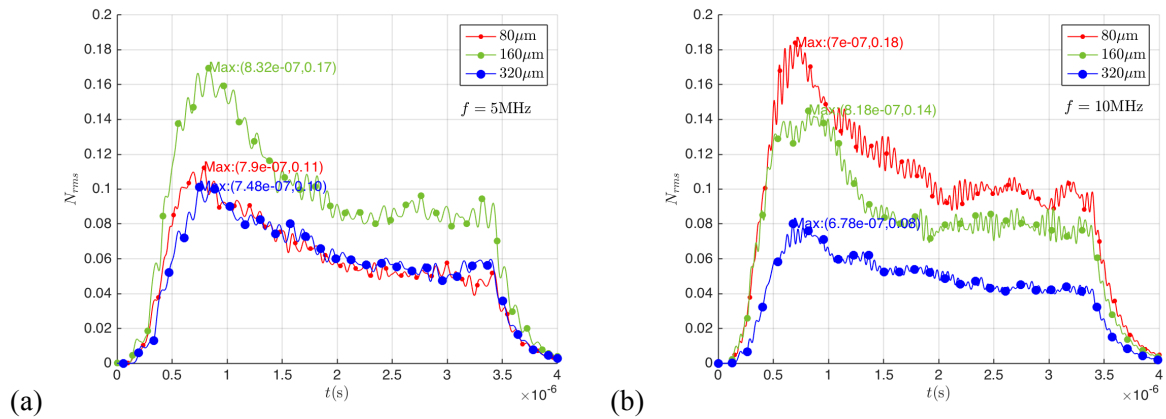 0.2
0.18
0.16
0.14
0.12
0.1
0.08
0.06
0.04
0.02
0
N_rms
Max:(8.32e-07,0.17)
Max:(7.9e-07,0.11)
Max:(7.48e-07,0.10)
80μm
160μm
320μm
f = 5MHz
0 0.5 1 1.5 2 2.5 3 3.5 4
t(s)
×10^-6
(a)
0.2
0.18
0.16
0.14
0.12
0.1
0.08
0.06
0.04
0.02
0
N_rms
Max:(7e-07,0.18)
Max:(8.18e-07,0.14)
Max:(6.78e-07,0.08)
80μm
160μm
320μm
f = 10MHz
0 0.5 1 1.5 2 2.5 3 3.5 4
t(s)
×10^-6
(b)